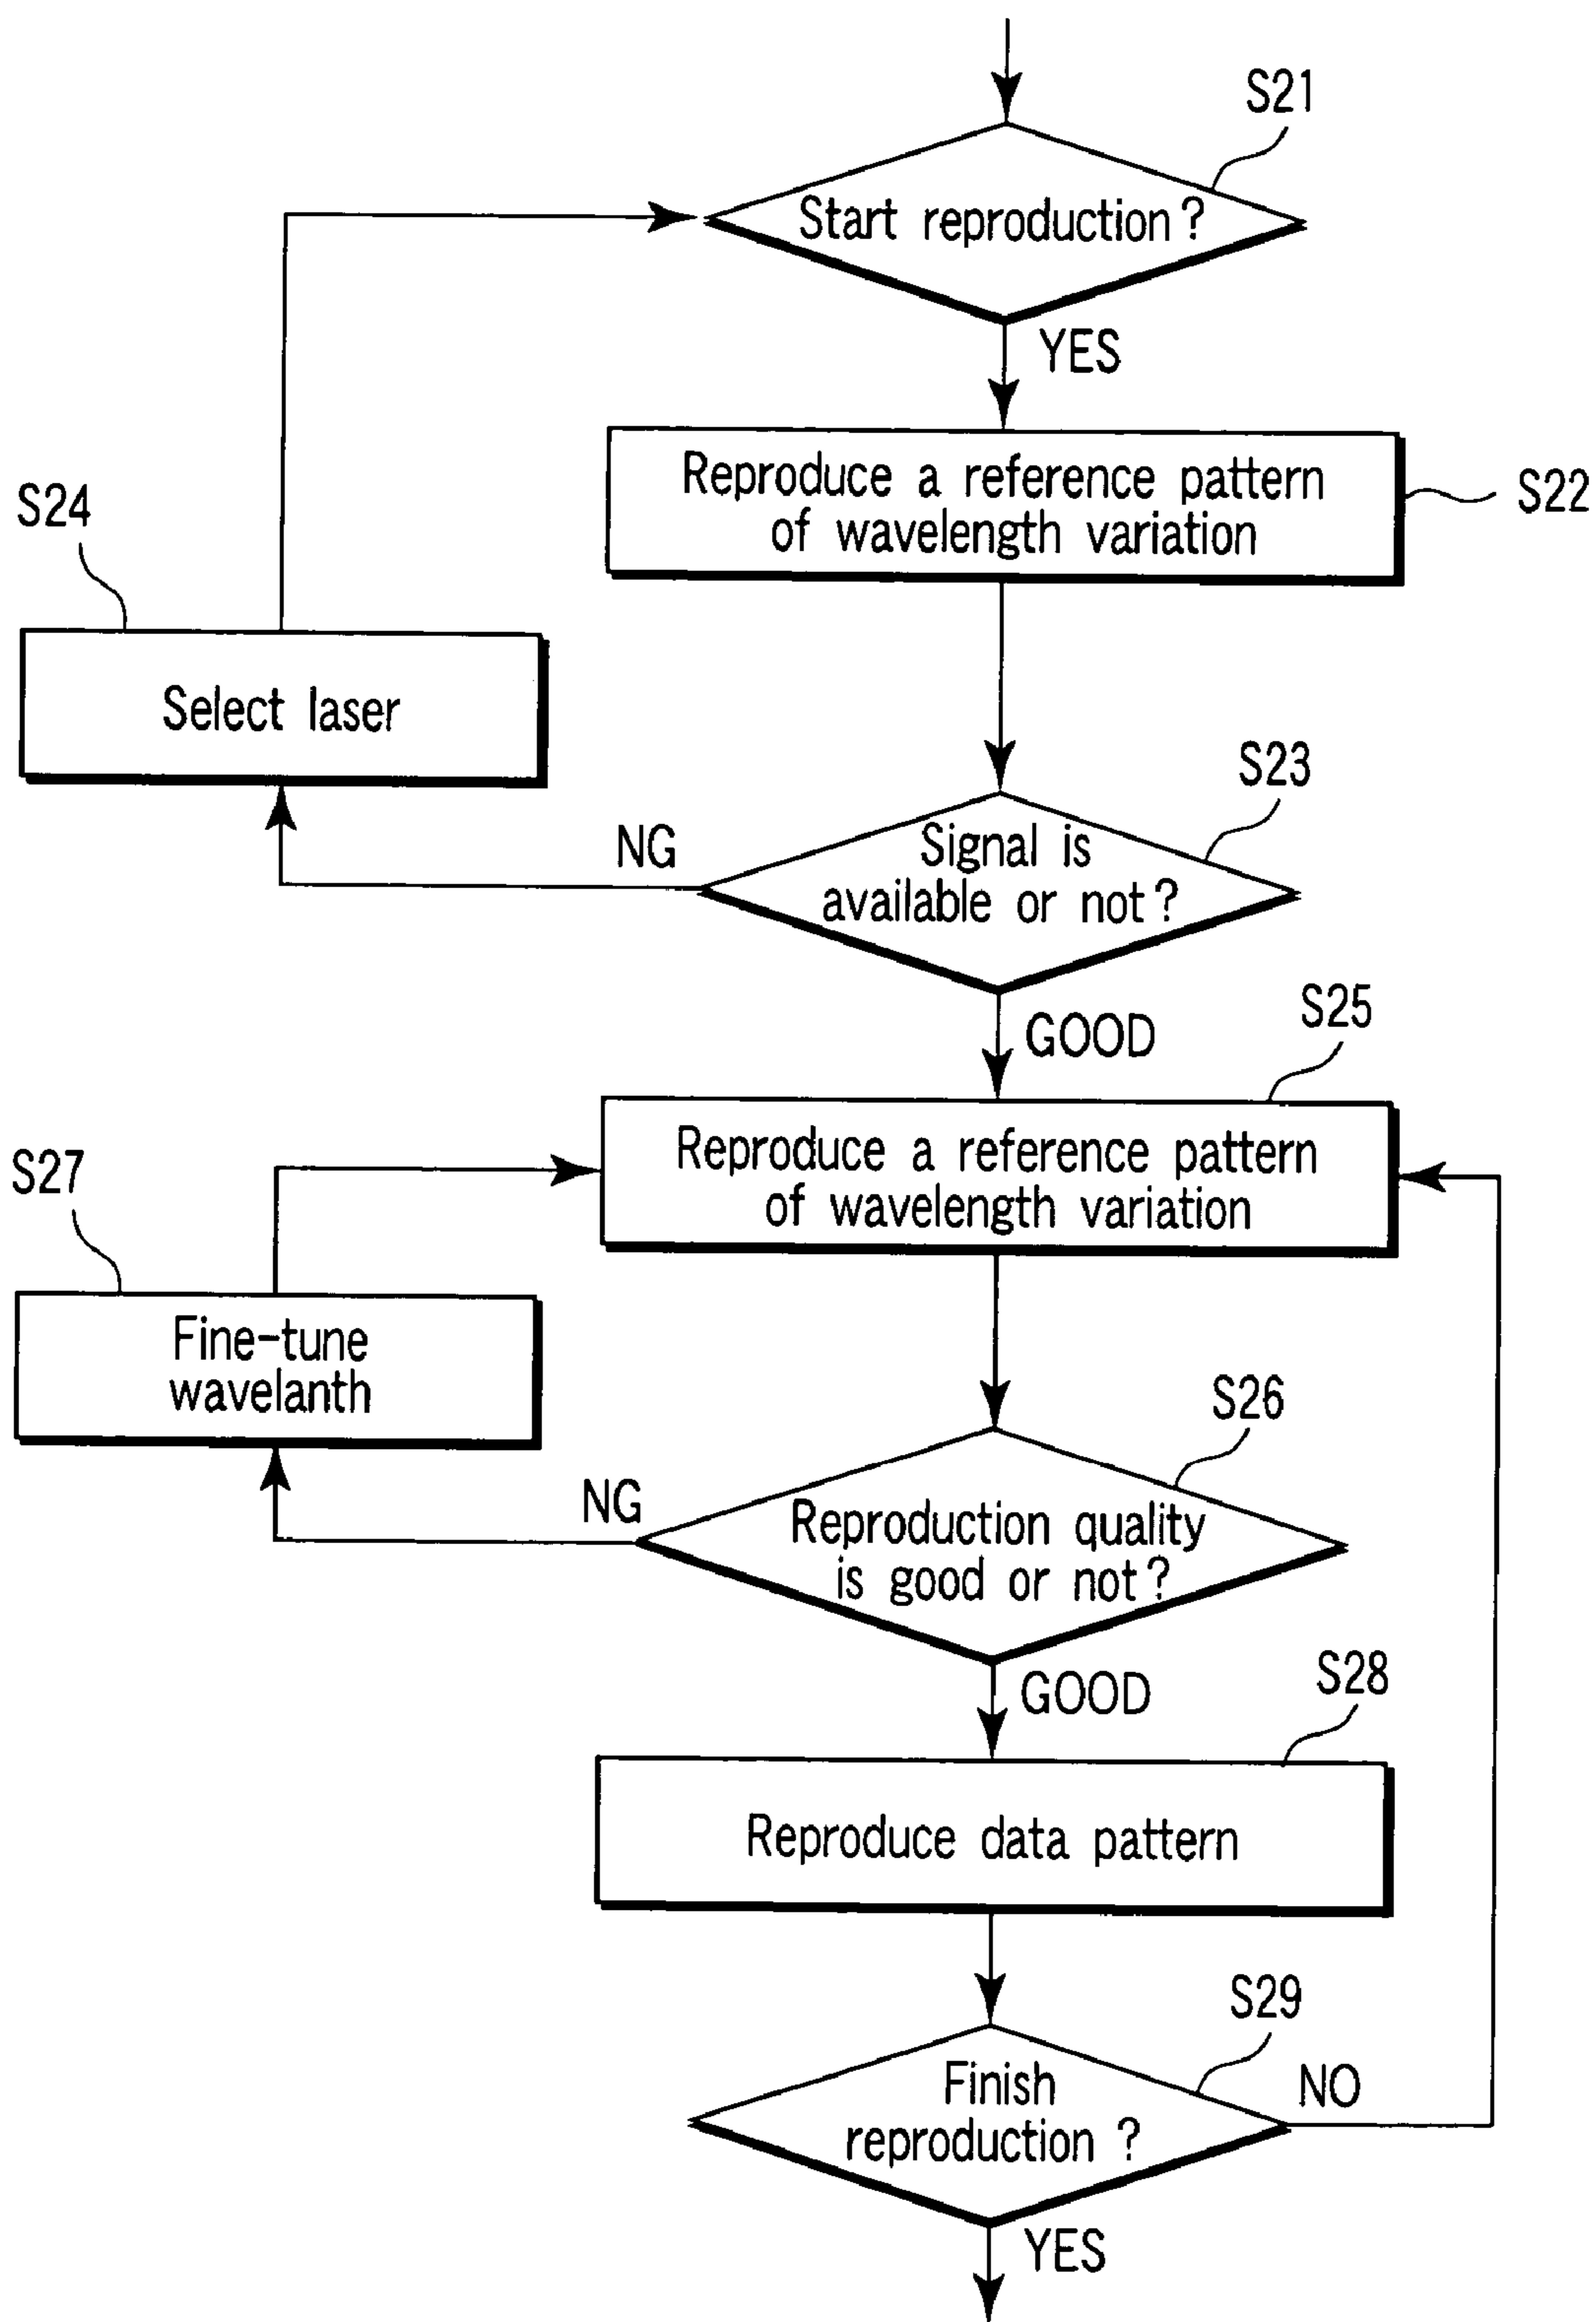 S21
Start reproduction?
YES
Reproduce a reference pattern
of wavelength variation
S22
S24
Select laser
S23
NG
Signal is
available or not?
GOOD
S25
Reproduce a reference pattern
of wavelength variation
S27
Fine-tune
wavelanth
S26
NG
Reproduction quality
is good or not?
GOOD
S28
Reproduce data pattern
S29
Finish
reproduction ?
NO
YES